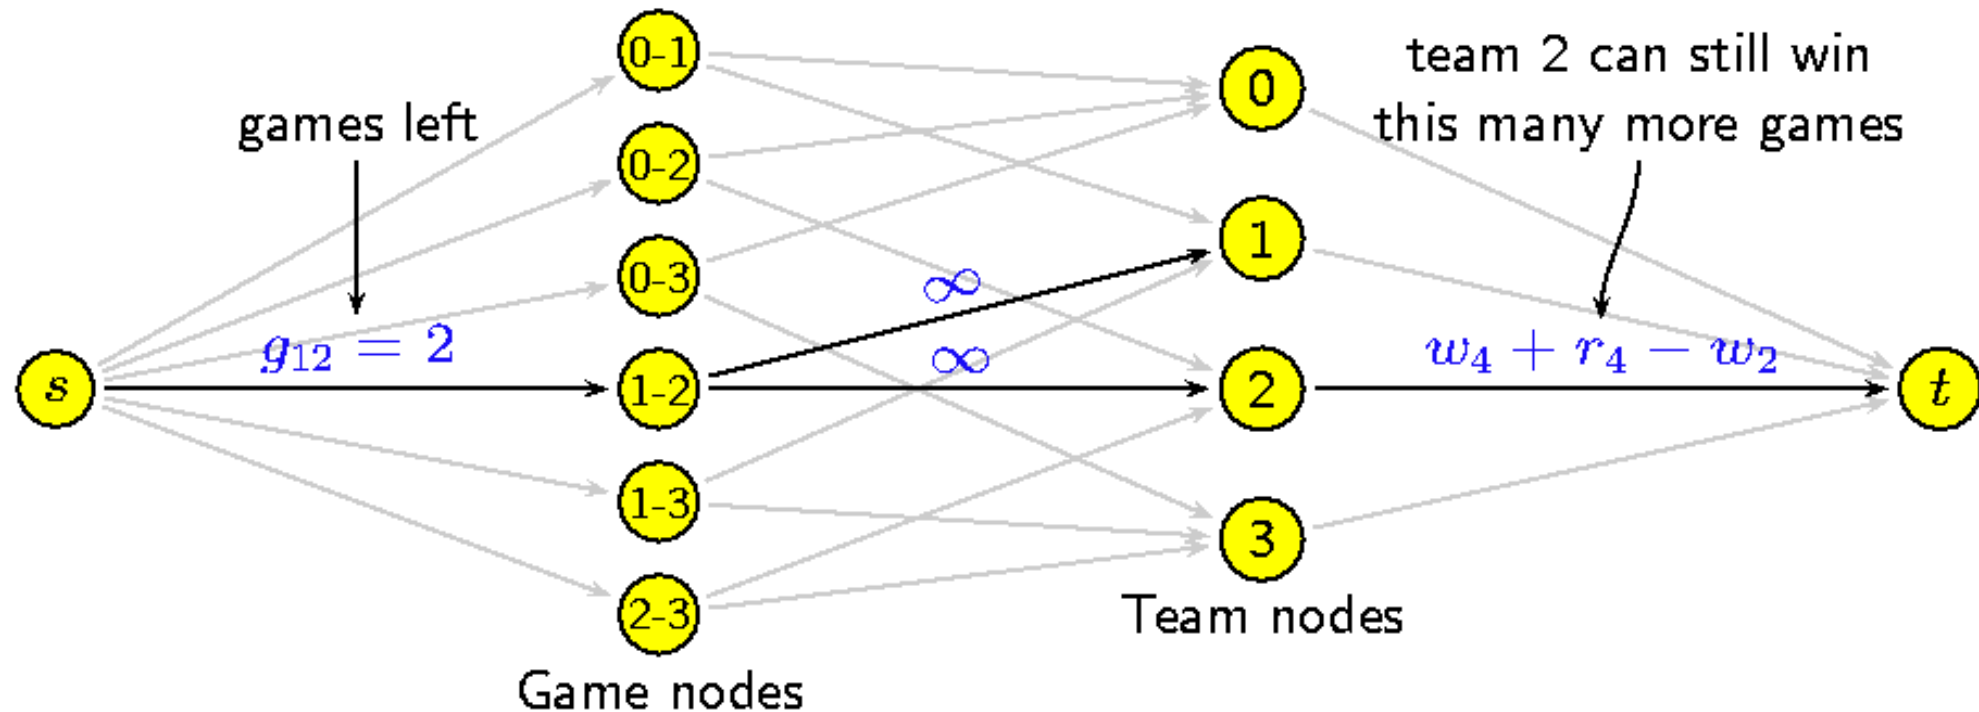 games left
team 2 can still win
this many more games
s
g₁₂ = 2
0-1
0-2
0-3
1-2
1-3
2-3
Game nodes
∞
∞
0
1
2
3
Team nodes
w₄ + r₄ − w₂
t